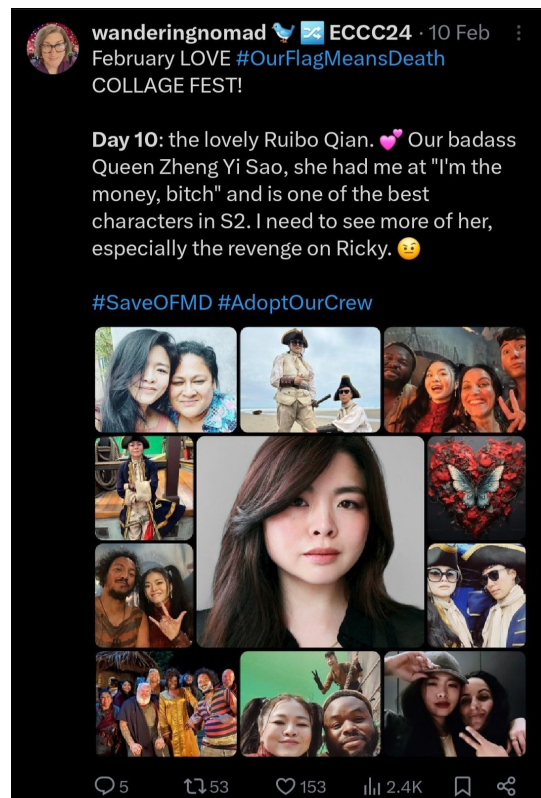 wanderingnomad 🐦 🔀 ECCC24 · 10 Feb
February LOVE #OurFlagMeansDeath
COLLAGE FEST!
Day 10: the lovely Ruibo Qian. 💕 Our badass
Queen Zheng Yi Sao, she had me at "I'm the
money, bitch" and is one of the best
characters in S2. I need to see more of her,
especially the revenge on Ricky. 🤨
#SaveOFMD #AdoptOurCrew
5 53 153 2.4K